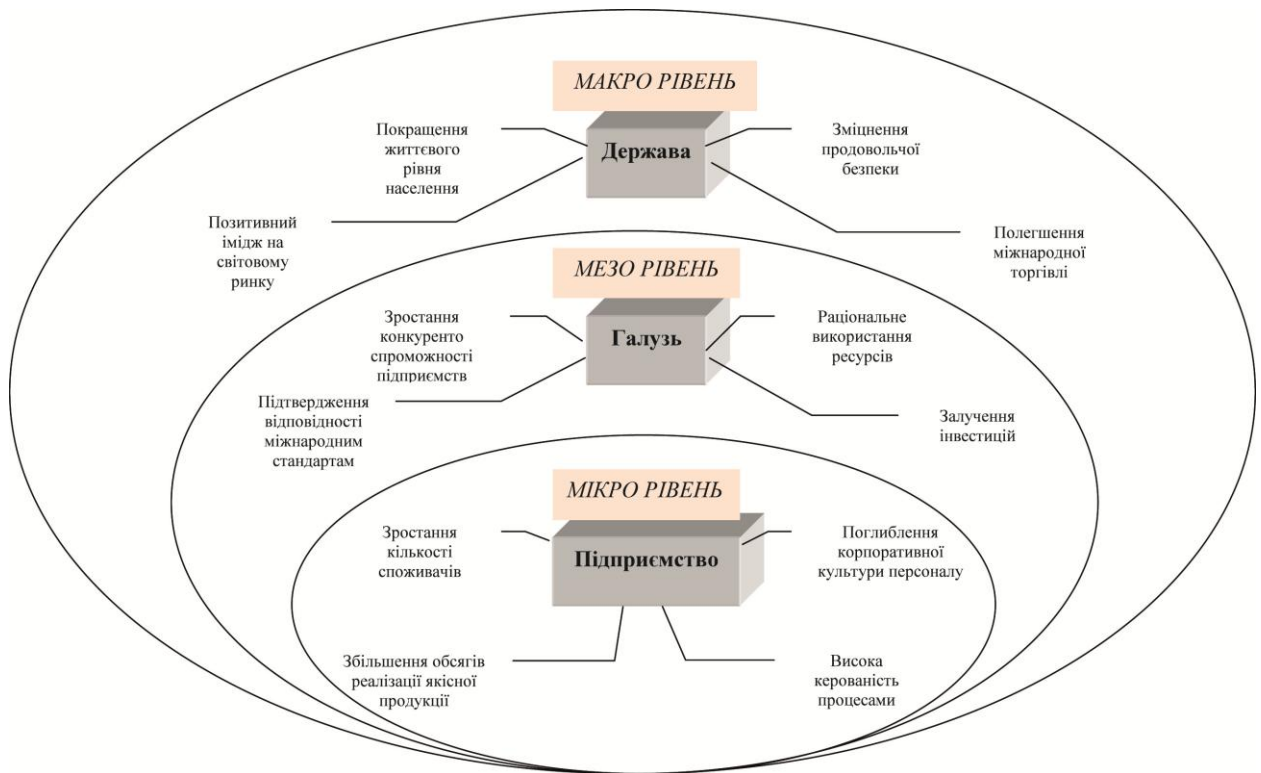 МАКРО РІВЕНЬ
Держава
Покращення
життєвого
рівня
населення
Зміцнення
продовольчої
безпеки
Позитивний
імідж на
світовому
ринку
Полегшення
міжнародної
торгівлі
МЕЗО РІВЕНЬ
Галузь
Зростання
конкуренто
спроможності
підприємств
Раціональне
використання
ресурсів
Підтвердження
відповідності
міжнародним
стандартам
Залучення
інвестицій
МІКРО РІВЕНЬ
Підприємство
Зростання
кількості
споживачів
Поглиблення
корпоративної
культури персоналу
Збільшення обсягів
реалізації якісної
продукції
Висока
керованість
процесами